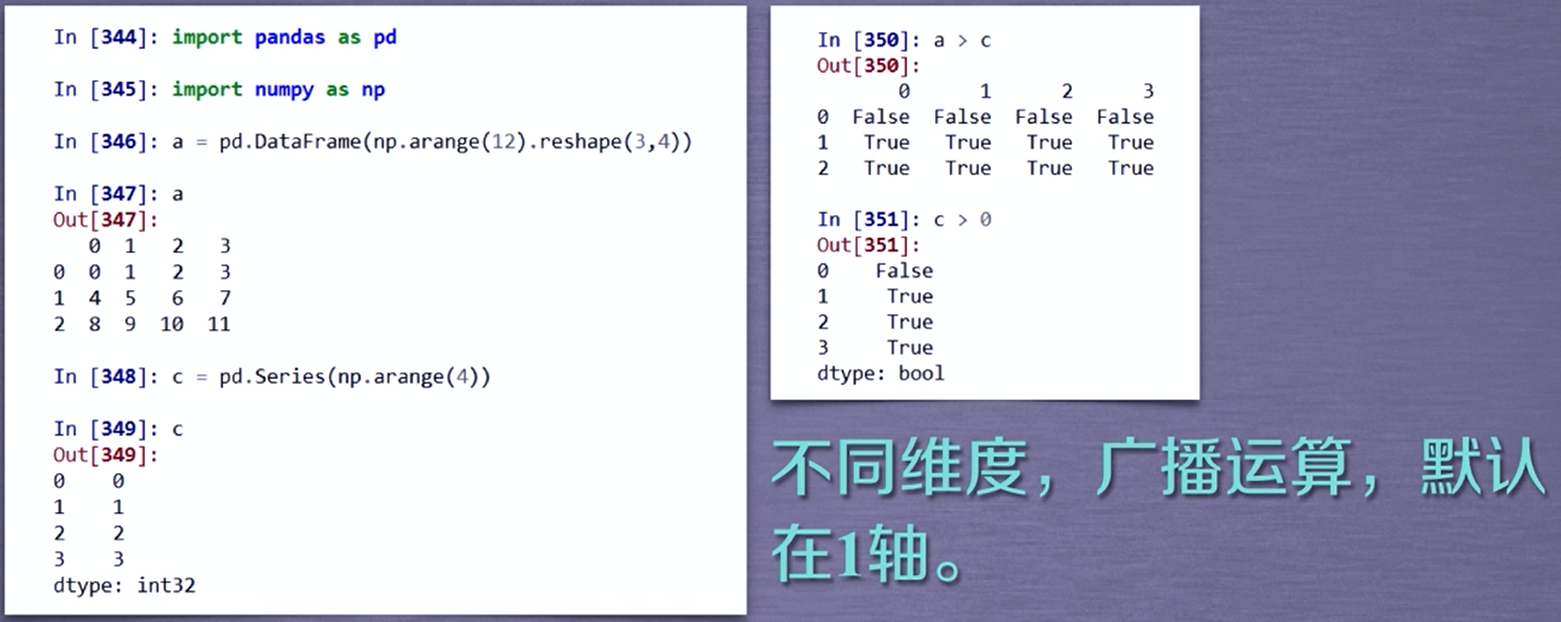 In [344]: import pandas as pd
In [345]: import numpy as np
In [346]: a = pd.DataFrame(np.arange(12).reshape(3,4))
In [347]: a
Out[347]:
   0  1   2   3
0  0  1   2   3
1  4  5   6   7
2  8  9  10  11
In [348]: c = pd.Series(np.arange(4))
In [349]: c
Out[349]:
0    0
1    1
2    2
3    3
dtype: int32
In [350]: a > c
Out[350]:
       0      1      2      3
0  False  False  False  False
1   True   True   True   True
2   True   True   True   True
In [351]: c > 0
Out[351]:
0    False
1     True
2     True
3     True
dtype: bool
不同维度，广播运算，默认
在1轴。